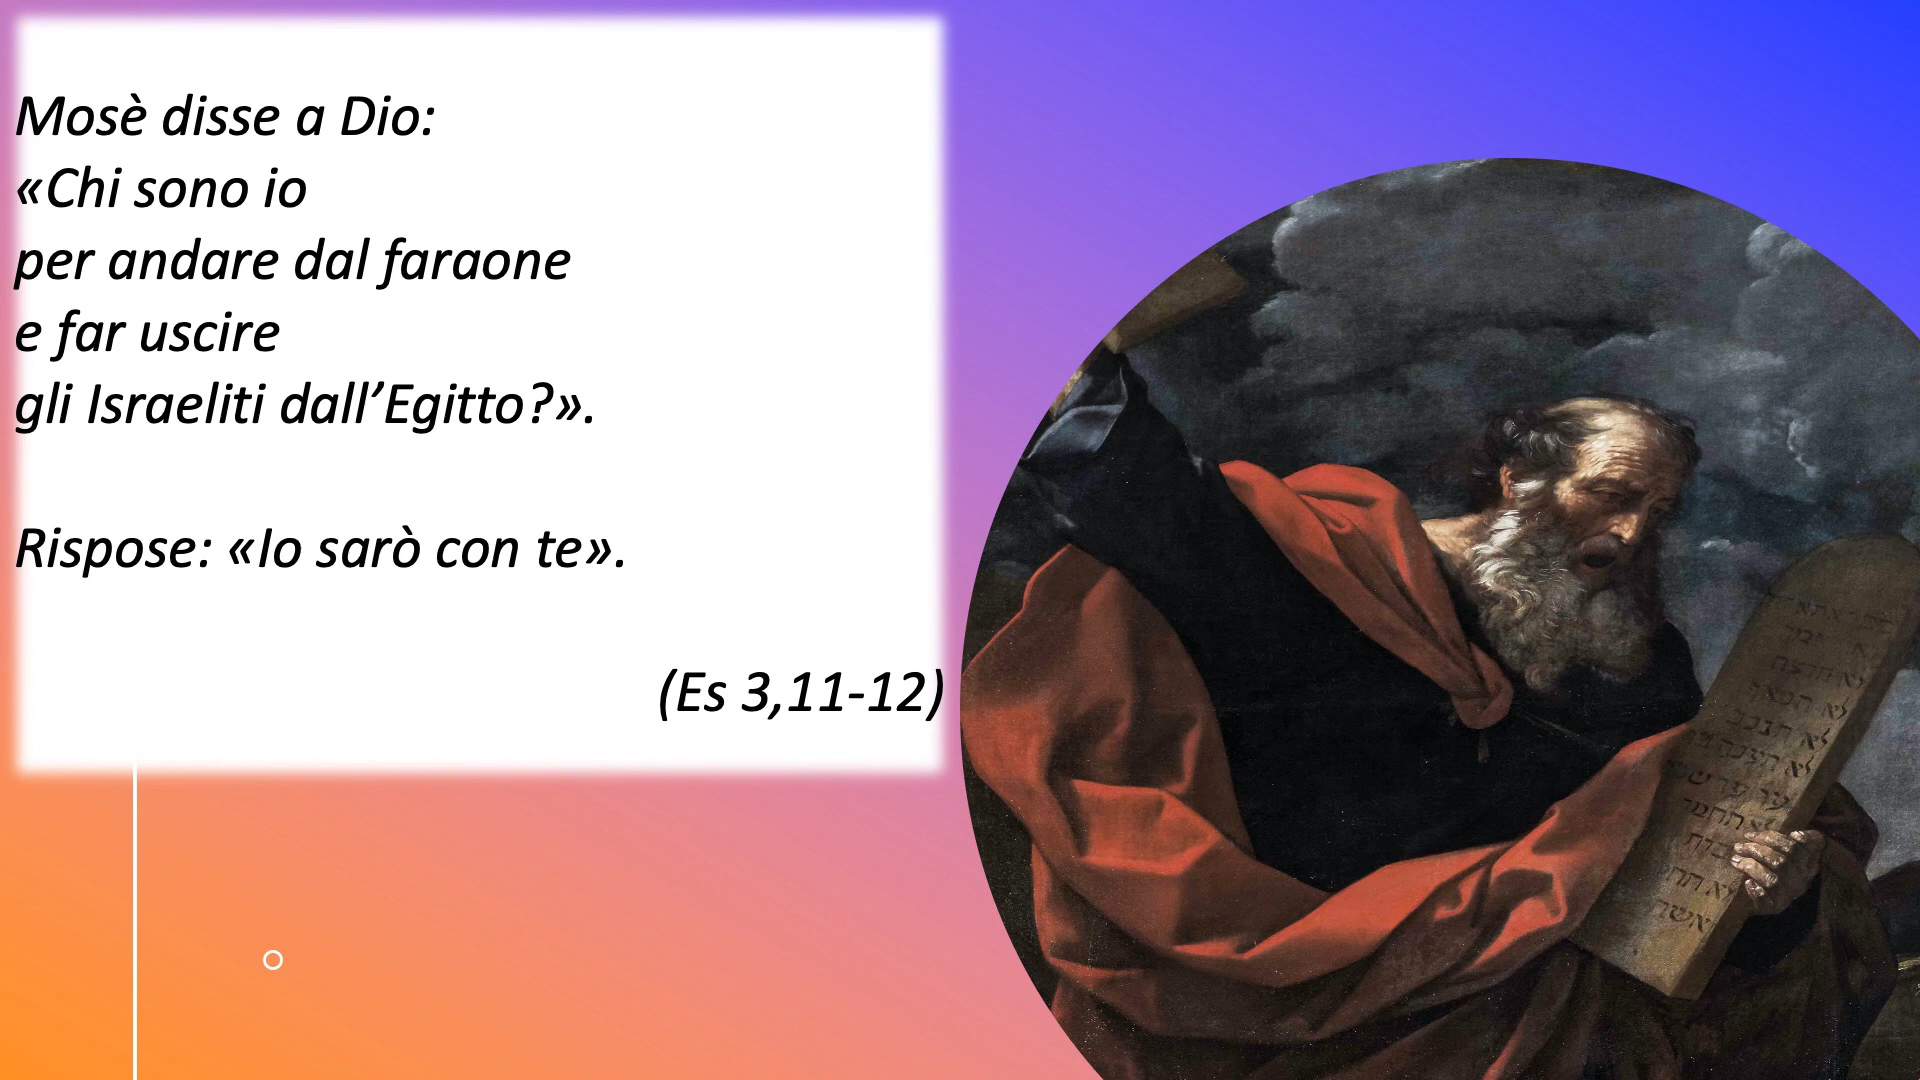 Mosè disse a Dio:
«Chi sono io
per andare dal faraone
e far uscire
gli Israeliti dall’Egitto?».
Rispose: «Io sarò con te».
(Es 3,11-12)